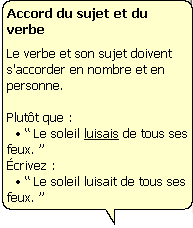 Accord du sujet et du
verbe
Le verbe et son sujet doivent
s'accorder en nombre et en
personne.
Plutôt que :
• “ Le soleil luisais de tous ses
feux. ”
Écrivez :
• “ Le soleil luisait de tous ses
feux. ”